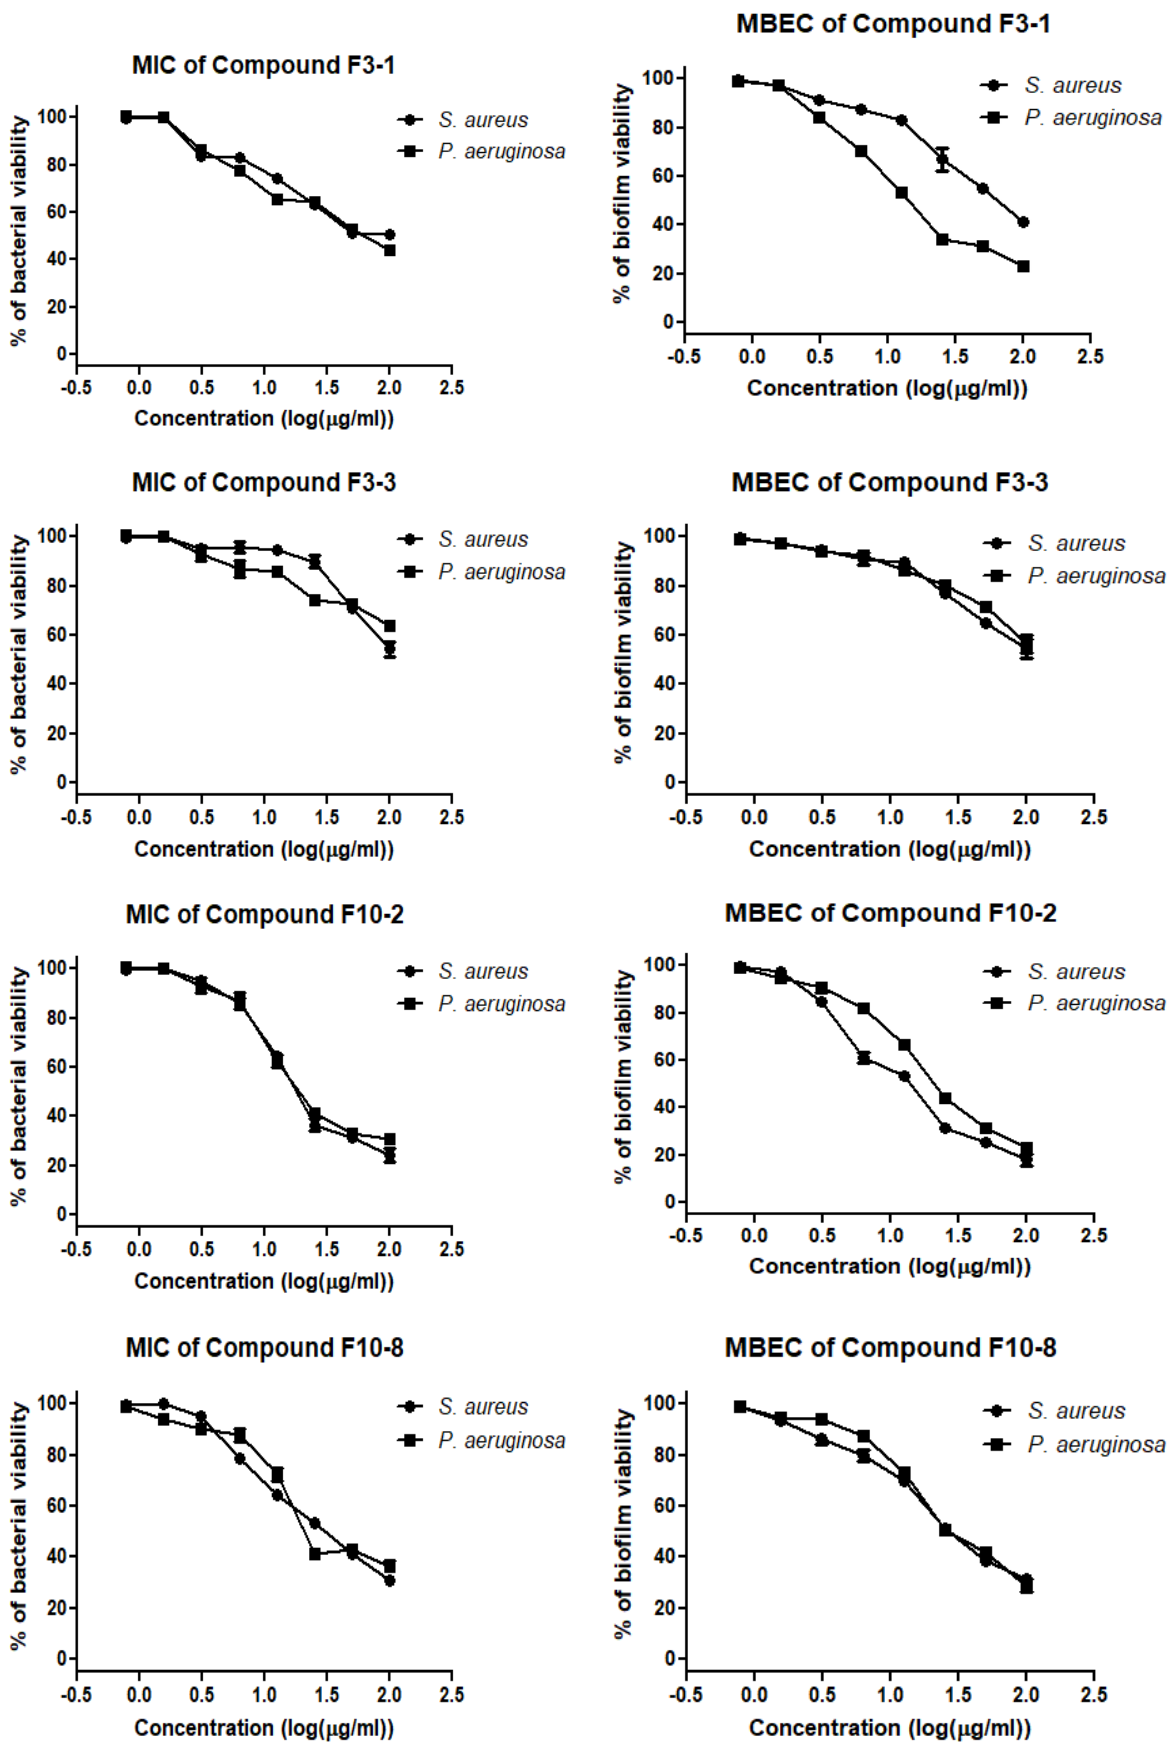 MIC of Compound F3-1
% of bacterial viability
100
80
60
40
20
0
-0.5 0.0 0.5 1.0 1.5 2.0 2.5
Concentration (log(μg/ml))
S. aureus
P. aeruginosa
MBEC of Compound F3-1
% of biofilm viability
100
80
60
40
20
0
-0.5 0.0 0.5 1.0 1.5 2.0 2.5
Concentration (log(μg/ml))
S. aureus
P. aeruginosa
MIC of Compound F3-3
% of bacterial viability
100
80
60
40
20
0
-0.5 0.0 0.5 1.0 1.5 2.0 2.5
Concentration (log(μg/ml))
S. aureus
P. aeruginosa
MBEC of Compound F3-3
% of biofilm viability
100
80
60
40
20
0
-0.5 0.0 0.5 1.0 1.5 2.0 2.5
Concentration (log(μg/ml))
S. aureus
P. aeruginosa
MIC of Compound F10-2
% of bacterial viability
100
80
60
40
20
0
-0.5 0.0 0.5 1.0 1.5 2.0 2.5
Concentration (log(μg/ml))
S. aureus
P. aeruginosa
MBEC of Compound F10-2
% of biofilm viability
100
80
60
40
20
0
-0.5 0.0 0.5 1.0 1.5 2.0 2.5
Concentration (log(μg/ml))
S. aureus
P. aeruginosa
MIC of Compound F10-8
% of bacterial viability
100
80
60
40
20
0
-0.5 0.0 0.5 1.0 1.5 2.0 2.5
Concentration (log(μg/ml))
S. aureus
P. aeruginosa
MBEC of Compound F10-8
% of biofilm viability
100
80
60
40
20
0
-0.5 0.0 0.5 1.0 1.5 2.0 2.5
Concentration (log(μg/ml))
S. aureus
P. aeruginosa